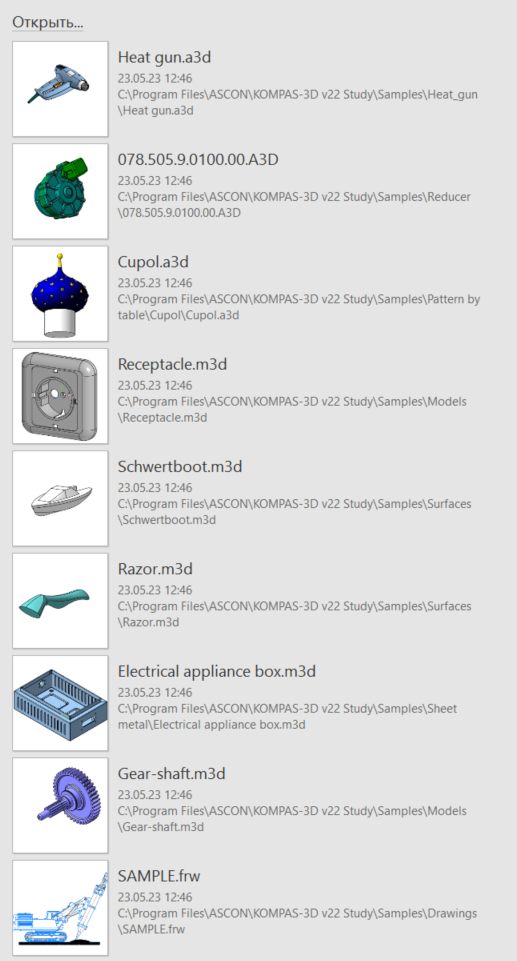 Открыть...
Heat gun.a3d
23.05.23 12:46
C:\Program Files\ASCON\KOMPAS-3D v22 Study\Samples\Heat_gun
\Heat gun.a3d
078.505.9.0100.00.A3D
23.05.23 12:46
C:\Program Files\ASCON\KOMPAS-3D v22 Study\Samples\Reducer
\078.505.9.0100.00.A3D
Cupol.a3d
23.05.23 12:46
C:\Program Files\ASCON\KOMPAS-3D v22 Study\Samples\Pattern by
table\Cupol\Cupol.a3d
Receptacle.m3d
23.05.23 12:46
C:\Program Files\ASCON\KOMPAS-3D v22 Study\Samples\Models
\Receptacle.m3d
Schwertboot.m3d
23.05.23 12:46
C:\Program Files\ASCON\KOMPAS-3D v22 Study\Samples\Surfaces
\Schwertboot.m3d
Razor.m3d
23.05.23 12:46
C:\Program Files\ASCON\KOMPAS-3D v22 Study\Samples\Surfaces
\Razor.m3d
Electrical appliance box.m3d
23.05.23 12:46
C:\Program Files\ASCON\KOMPAS-3D v22 Study\Samples\Sheet
metal\Electrical appliance box.m3d
Gear-shaft.m3d
23.05.23 12:46
C:\Program Files\ASCON\KOMPAS-3D v22 Study\Samples\Models
\Gear-shaft.m3d
SAMPLE.frw
23.05.23 12:46
C:\Program Files\ASCON\KOMPAS-3D v22 Study\Samples\Drawings
\SAMPLE.frw